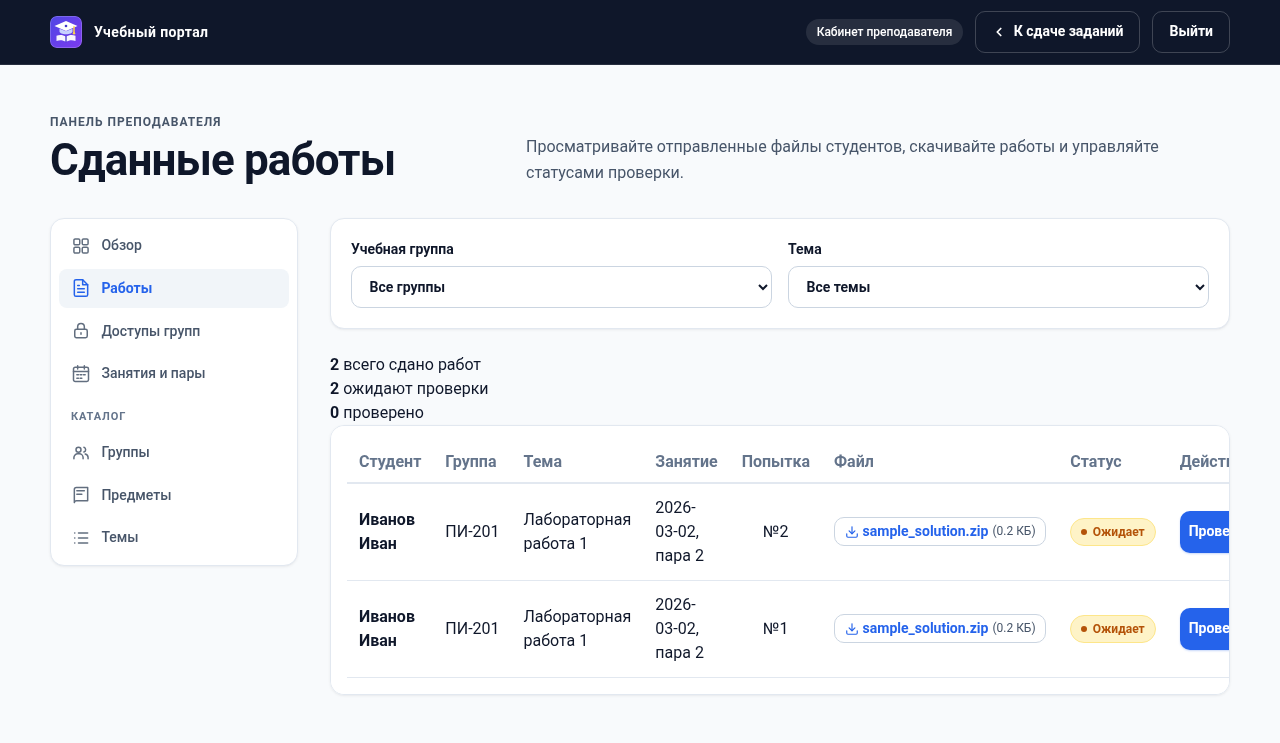 Учебный портал
Кабинет преподавателя
К сдаче заданий
Выйти
ПАНЕЛЬ ПРЕПОДАВАТЕЛЯ
Сданные работы
Просматривайте отправленные файлы студентов, скачивайте работы и управляйте
статусами проверки.
Обзор
Работы
Доступы групп
Занятия и пары
КАТАЛОГ
Группы
Предметы
Темы
Учебная группа
Тема
Все группы
Все темы
2 всего сдано работ
2 ожидают проверки
0 проверено
Студент Группа Тема Занятие Попытка Файл Статус
Иванов
Иван
ПИ-201
Лабораторная
работа 1
2026-
03-02,
пара 2
№2
sample_solution.zip (0.2 КБ)
Ожидает
Иванов
Иван
ПИ-201
Лабораторная
работа 1
2026-
03-02,
пара 2
№1
sample_solution.zip (0.2 КБ)
Ожидает